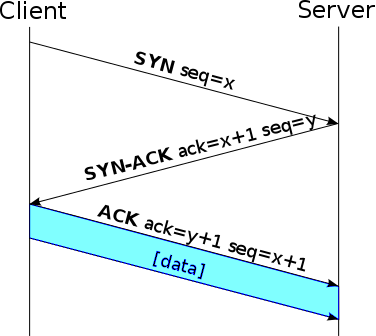 Client
Server
SYN seq=x
SYN-ACK ack=x+1 seq=y
ACK ack=y+1 seq=x+1
[data]